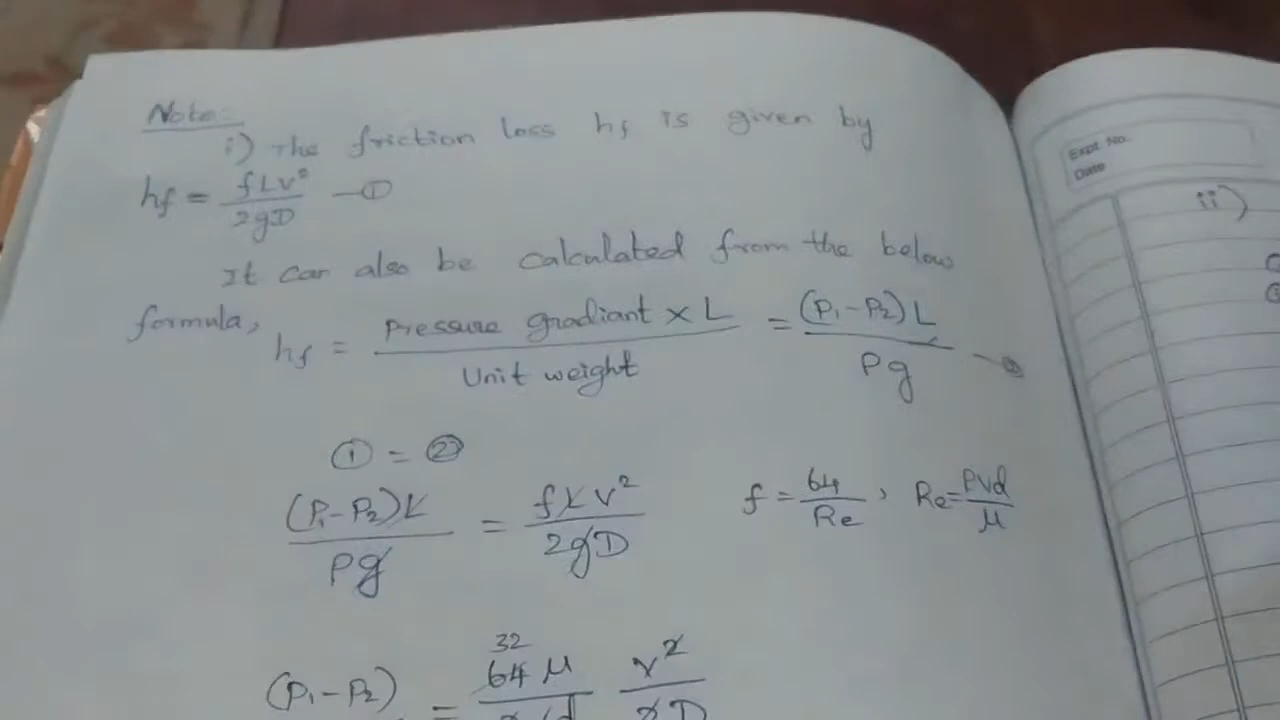 Note:-
i) The friction loss hf is given by
hf = fLv²/2gD —①
It can also be calculated from the below
formula,
hf = Pressure gradiant × L / Unit weight = (P₁-P₂)L / ρg —②
① = ②
(P₁-P₂)L / ρg = fLv² / 2gD
f = 64/Re , Re = ρvd/μ
32
(P₁-P₂) = 64 μ v²
2D
Expt. No.
Date
ii)